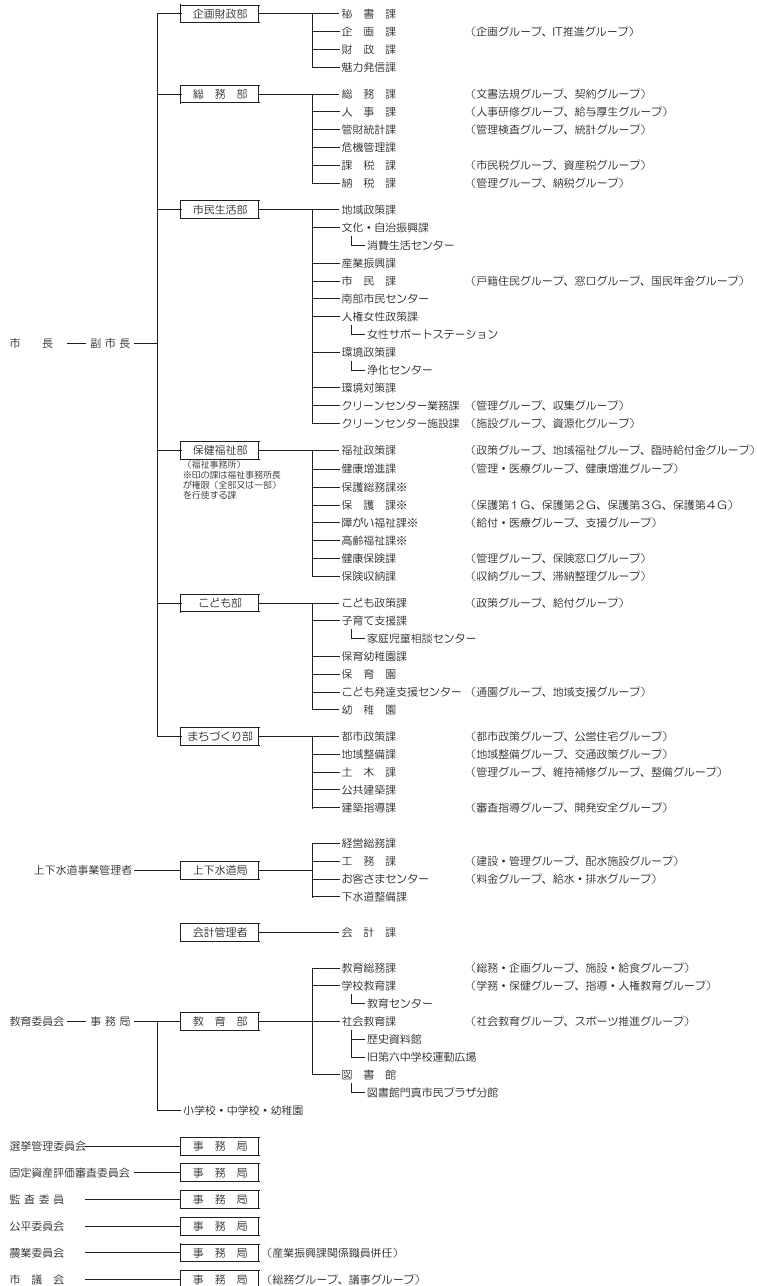 企画財政部　秘書課
企画課　（企画グループ、IT推進グループ）
財政課
魅力発信課
総務部　総務課　（文書法規グループ、契約グループ）
人事課　（人事研修グループ、給与厚生グループ）
管財統計課　（管理検査グループ、統計グループ）
危機管理課
課税課　（市民税グループ、資産税グループ）
納税課　（管理グループ、納税グループ）
市民生活部　地域政策課
文化・自治振興課
消費生活センター
産業振興課
市民課　（戸籍住民グループ、窓口グループ、国民年金グループ）
南部市民センター
人権女性政策課
女性サポートステーション
市長　副市長
環境政策課
浄化センター
環境対策課
クリーンセンター業務課　（管理グループ、収集グループ）
クリーンセンター施設課　（施設グループ、資源化グループ）
保健福祉部　福祉政策課　（政策グループ、地域福祉グループ、臨時給付金グループ）
（福祉事務所）
※印の課は福祉事務所長
が権限（全部又は一部）
を行使する課
健康増進課　（管理・医療グループ、健康増進グループ）
保護総務課※
保護課※　（保護第１G、保護第２G、保護第３G、保護第４G）
障がい福祉課※　（給付・医療グループ、支援グループ）
高齢福祉課※
健康保険課　（管理グループ、保険窓口グループ）
保険収納課　（収納グループ、滞納整理グループ）
こども部　こども政策課　（政策グループ、給付グループ）
子育て支援課
家庭児童相談センター
保育幼稚園課
保育園
こども発達支援センター　（通園グループ、地域支援グループ）
幼稚園
まちづくり部　都市政策課　（都市政策グループ、公営住宅グループ）
地域整備課　（地域整備グループ、交通政策グループ）
土木課　（管理グループ、維持補修グループ、整備グループ）
公共建築課
建築指導課　（審査指導グループ、開発安全グループ）
経営総務課
上下水道事業管理者　上下水道局　工務課　（建設・管理グループ、配水施設グループ）
お客さまセンター　（料金グループ、給水・排水グループ）
下水道整備課
会計管理者　会計課
教育総務課　（総務・企画グループ、施設・給食グループ）
学校教育課　（学務・保健グループ、指導・人権教育グループ）
教育センター
教育委員会　事務局　教育部　社会教育課　（社会教育グループ、スポーツ推進グループ）
歴史資料館
旧第六中学校運動広場
図書館
図書館門真市民プラザ分館
小学校・中学校・幼稚園
選挙管理委員会　事務局
固定資産評価審査委員会　事務局
監査委員　事務局
公平委員会　事務局
農業委員会　事務局　（産業振興課関係職員併任）
市議会　事務局　（総務グループ、議事グループ）